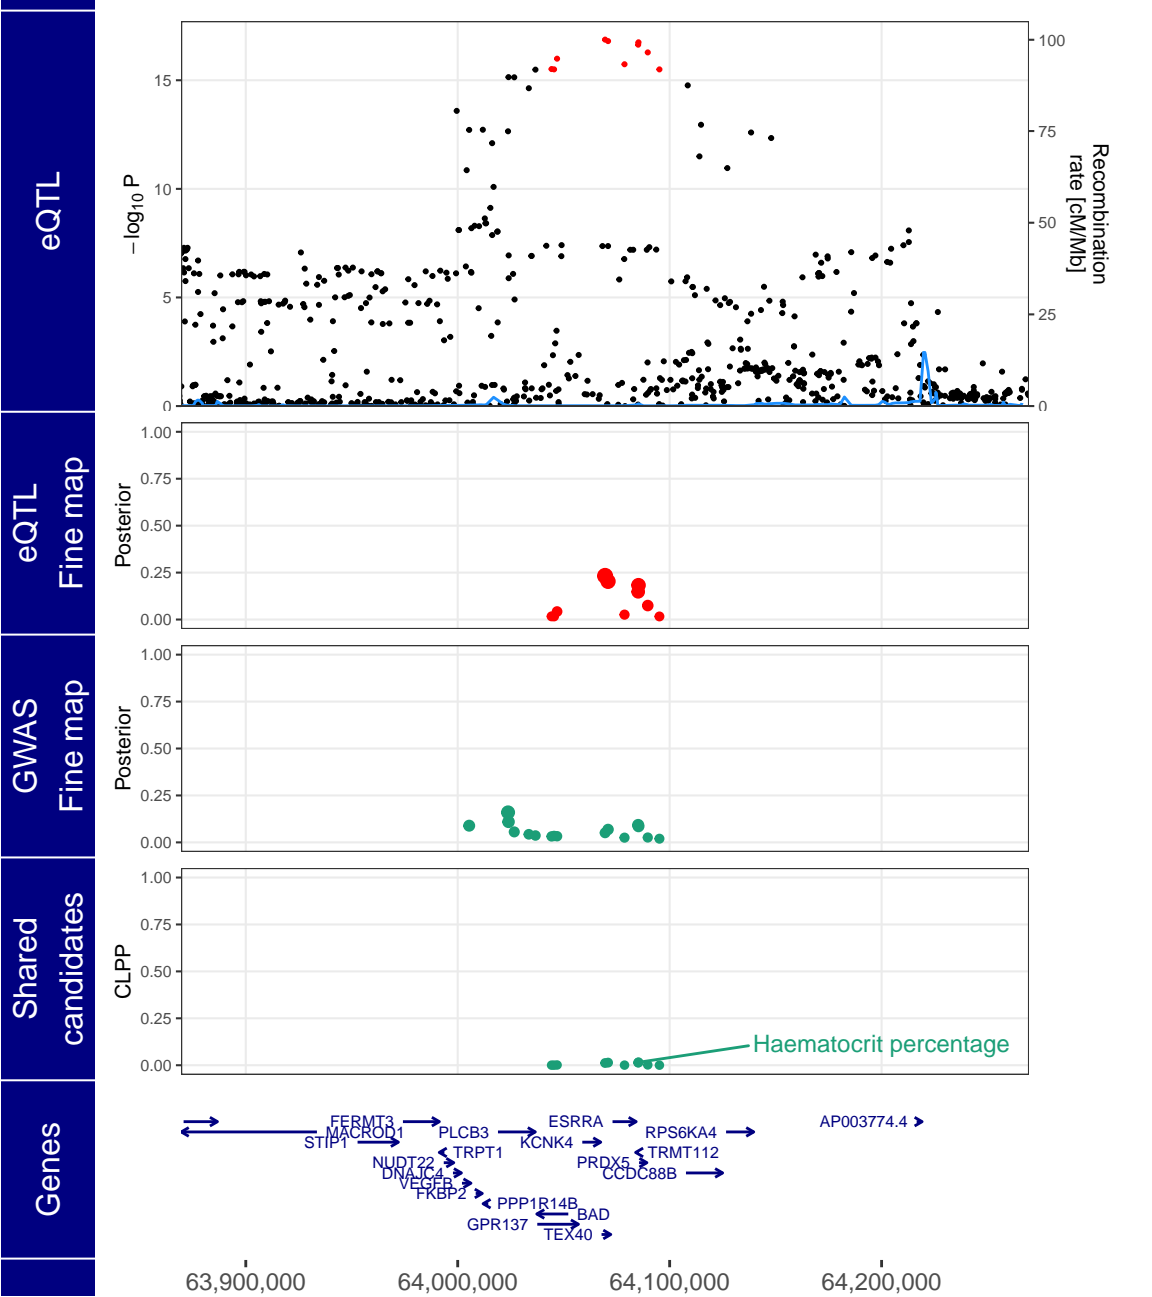 eQTL
−log10 P
15
10
5
0
100
75
50
25
0
Recombination
rate [cM/Mb]
eQTL
Fine map
Posterior
1.00
0.75
0.50
0.25
0.00
GWAS
Fine map
Posterior
1.00
0.75
0.50
0.25
0.00
Shared
candidates
CLPP
1.00
0.75
0.50
0.25
0.00
Haematocrit percentage
Genes
FERMT3
ESRRA
AP003774.4
MACROD1
PLCB3
RPS6KA4
STIP1
KCNK4
TRPT1
TRMT112
NUDT22
PRDX5
DNAJC4
CCDC88B
VEGFB
FKBP2
PPP1R14B
BAD
GPR137
TEX40
63,900,000
64,000,000
64,100,000
64,200,000